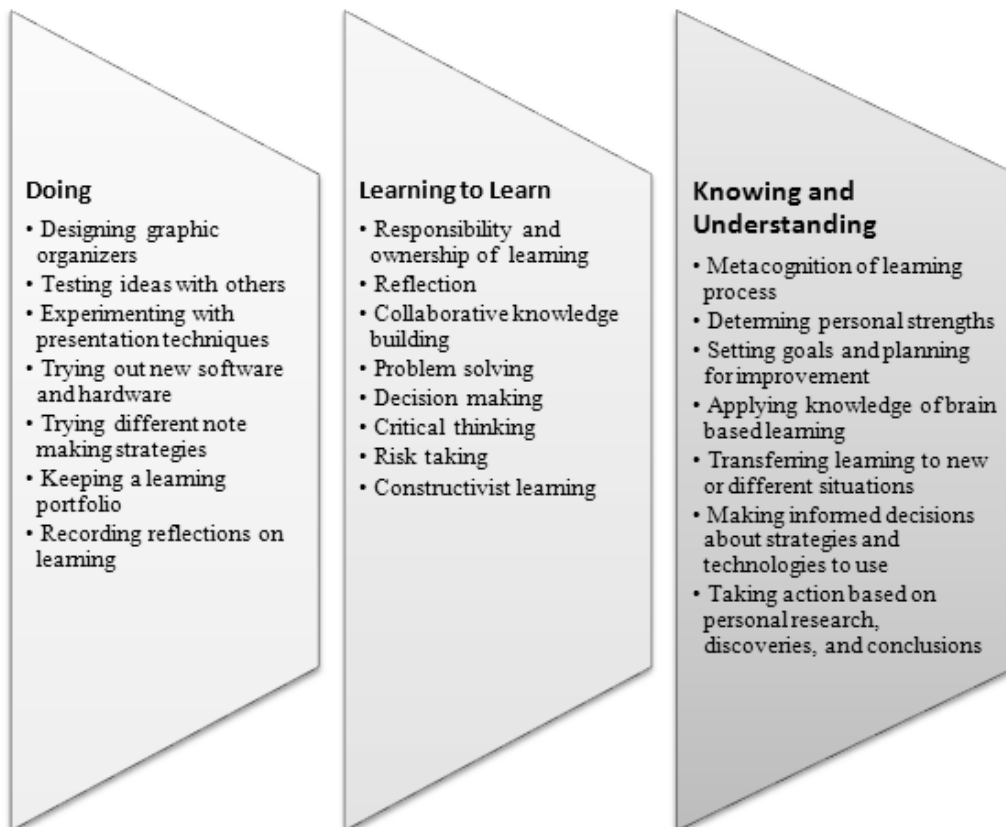 Doing
• Designing graphic
organizers
• Testing ideas with others
• Experimenting with
presentation techniques
• Trying out new software
and hardware
• Trying different note
making strategies
• Keeping a learning
portfolio
• Recording reflections on
learning
Learning to Learn
• Responsibility and
ownership of learning
• Reflection
• Collaborative knowledge
building
• Problem solving
• Decision making
• Critical thinking
• Risk taking
• Constructivist learning
Knowing and
Understanding
• Metacognition of learning
process
• Determing personal strengths
• Setting goals and planning
for improvement
• Applying knowledge of brain
based learning
• Transferring learning to new
or different situations
• Making informed decisions
about strategies and
technologies to use
• Taking action based on
personal research,
discoveries, and conclusions